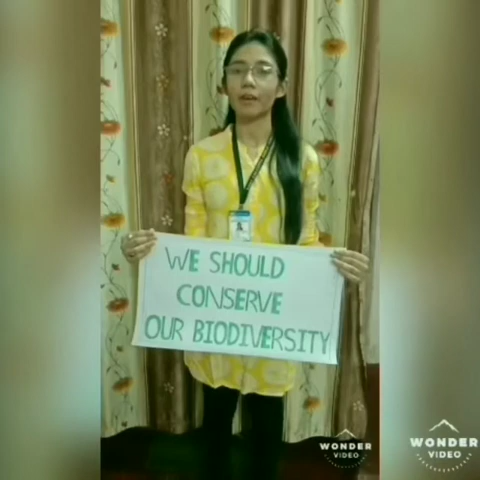 WE SHOULD
CONSERVE
OUR BIODIVERSITY
WONDER
VIDEO
WONDER
VIDEO